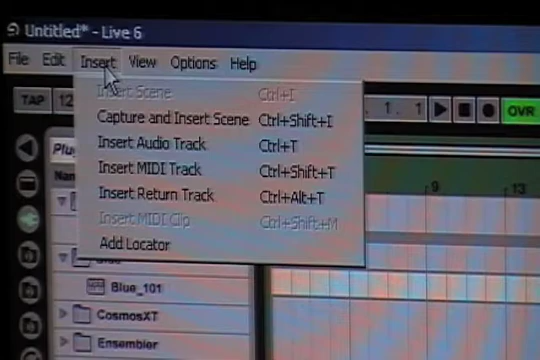 Untitled* - Live 6
File Edit Insert View Options Help
Insert Scene Ctrl+I
TAP 12 1. 1 OVR
Capture and Insert Scene Ctrl+Shift+I
Insert Audio Track Ctrl+T
Insert MIDI Track Ctrl+Shift+T
Insert Return Track Ctrl+Alt+T
Insert MIDI Clip Ctrl+Shift+M
Add Locator
9 13
Blue_101
CosmosXT
Ensembler